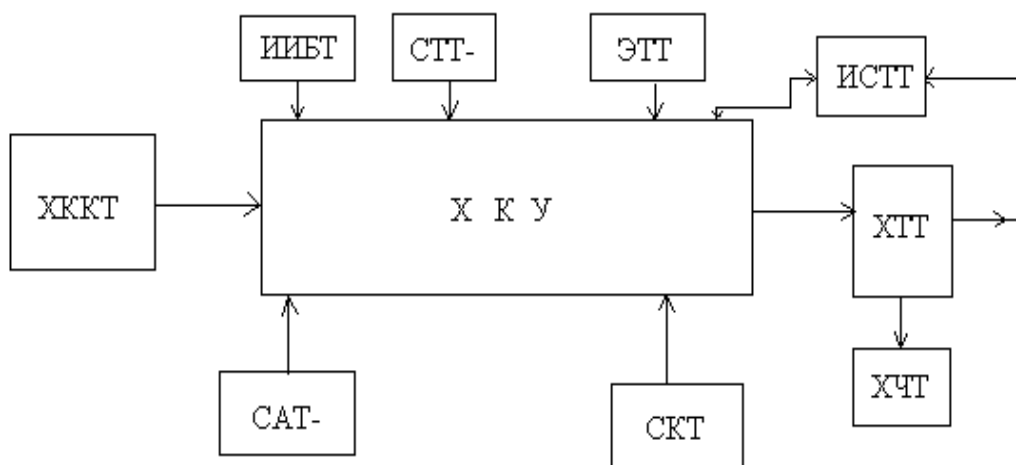 ИИБТ
СТТ-
ЭТТ
ИСТТ
ХККТ
Х К У
ХТТ
САТ-
СКТ
ХЧТ